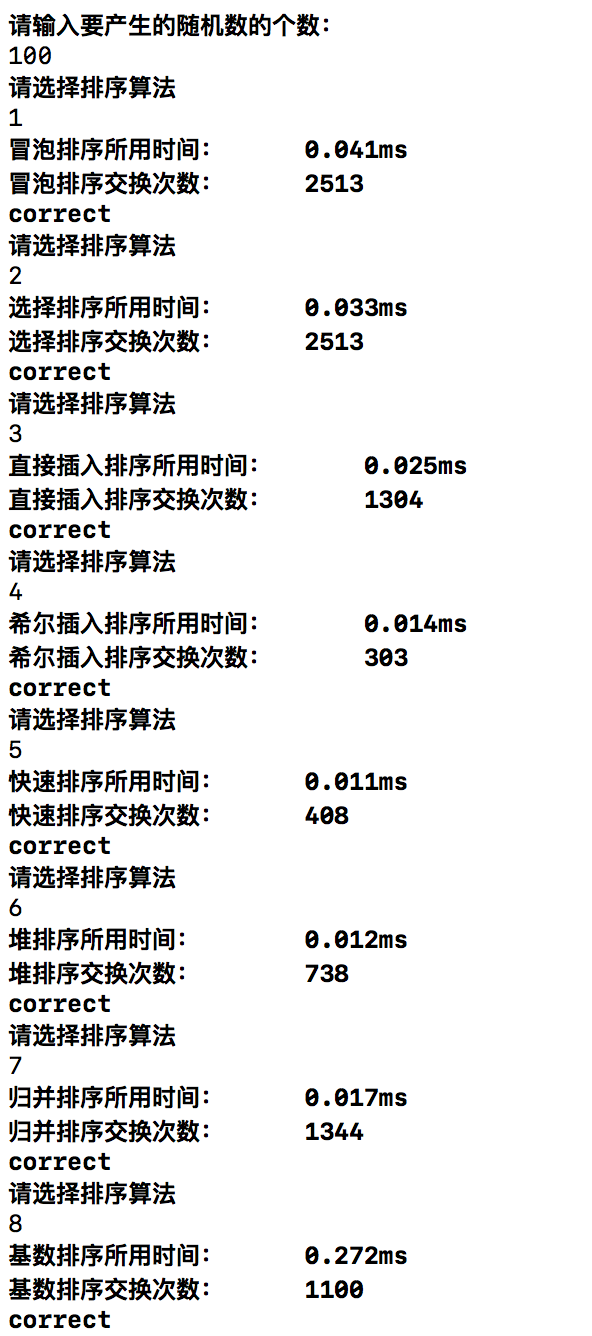 请输入要产生的随机数的个数：
100
请选择排序算法
1
冒泡排序所用时间： 0.041ms
冒泡排序交换次数： 2513
correct
请选择排序算法
2
选择排序所用时间： 0.033ms
选择排序交换次数： 2513
correct
请选择排序算法
3
直接插入排序所用时间： 0.025ms
直接插入排序交换次数： 1304
correct
请选择排序算法
4
希尔插入排序所用时间： 0.014ms
希尔插入排序交换次数： 303
correct
请选择排序算法
5
快速排序所用时间： 0.011ms
快速排序交换次数： 408
correct
请选择排序算法
6
堆排序所用时间： 0.012ms
堆排序交换次数： 738
correct
请选择排序算法
7
归并排序所用时间： 0.017ms
归并排序交换次数： 1344
correct
请选择排序算法
8
基数排序所用时间： 0.272ms
基数排序交换次数： 1100
correct